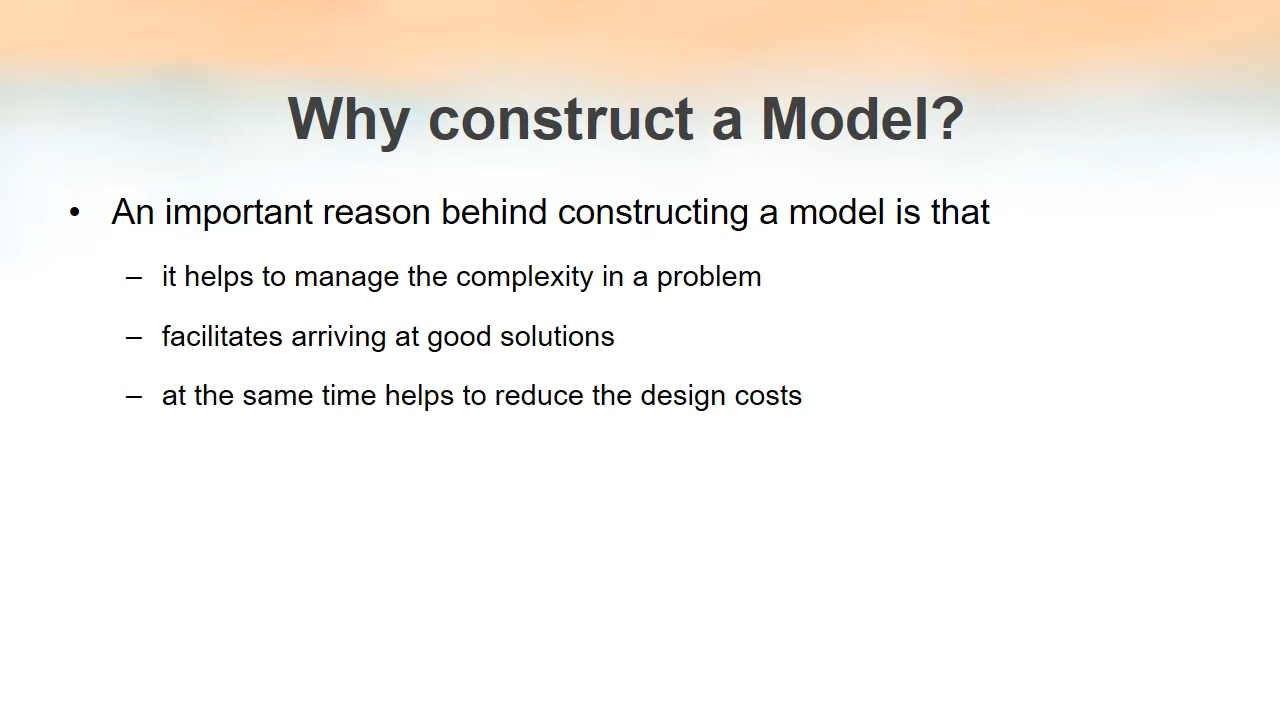 Why construct a Model?
• An important reason behind constructing a model is that
– it helps to manage the complexity in a problem
– facilitates arriving at good solutions
– at the same time helps to reduce the design costs